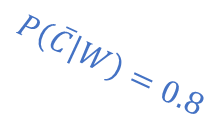 P(C̄|W) = 0.8